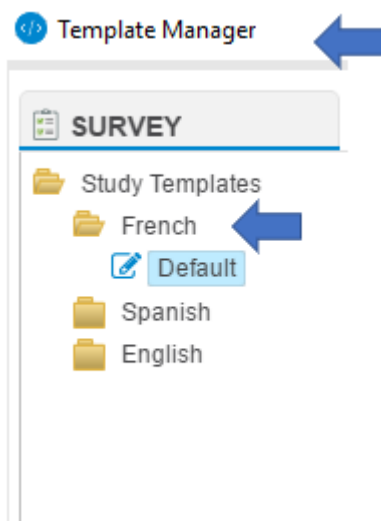 Template Manager
SURVEY
Study Templates
French
Default
Spanish
English